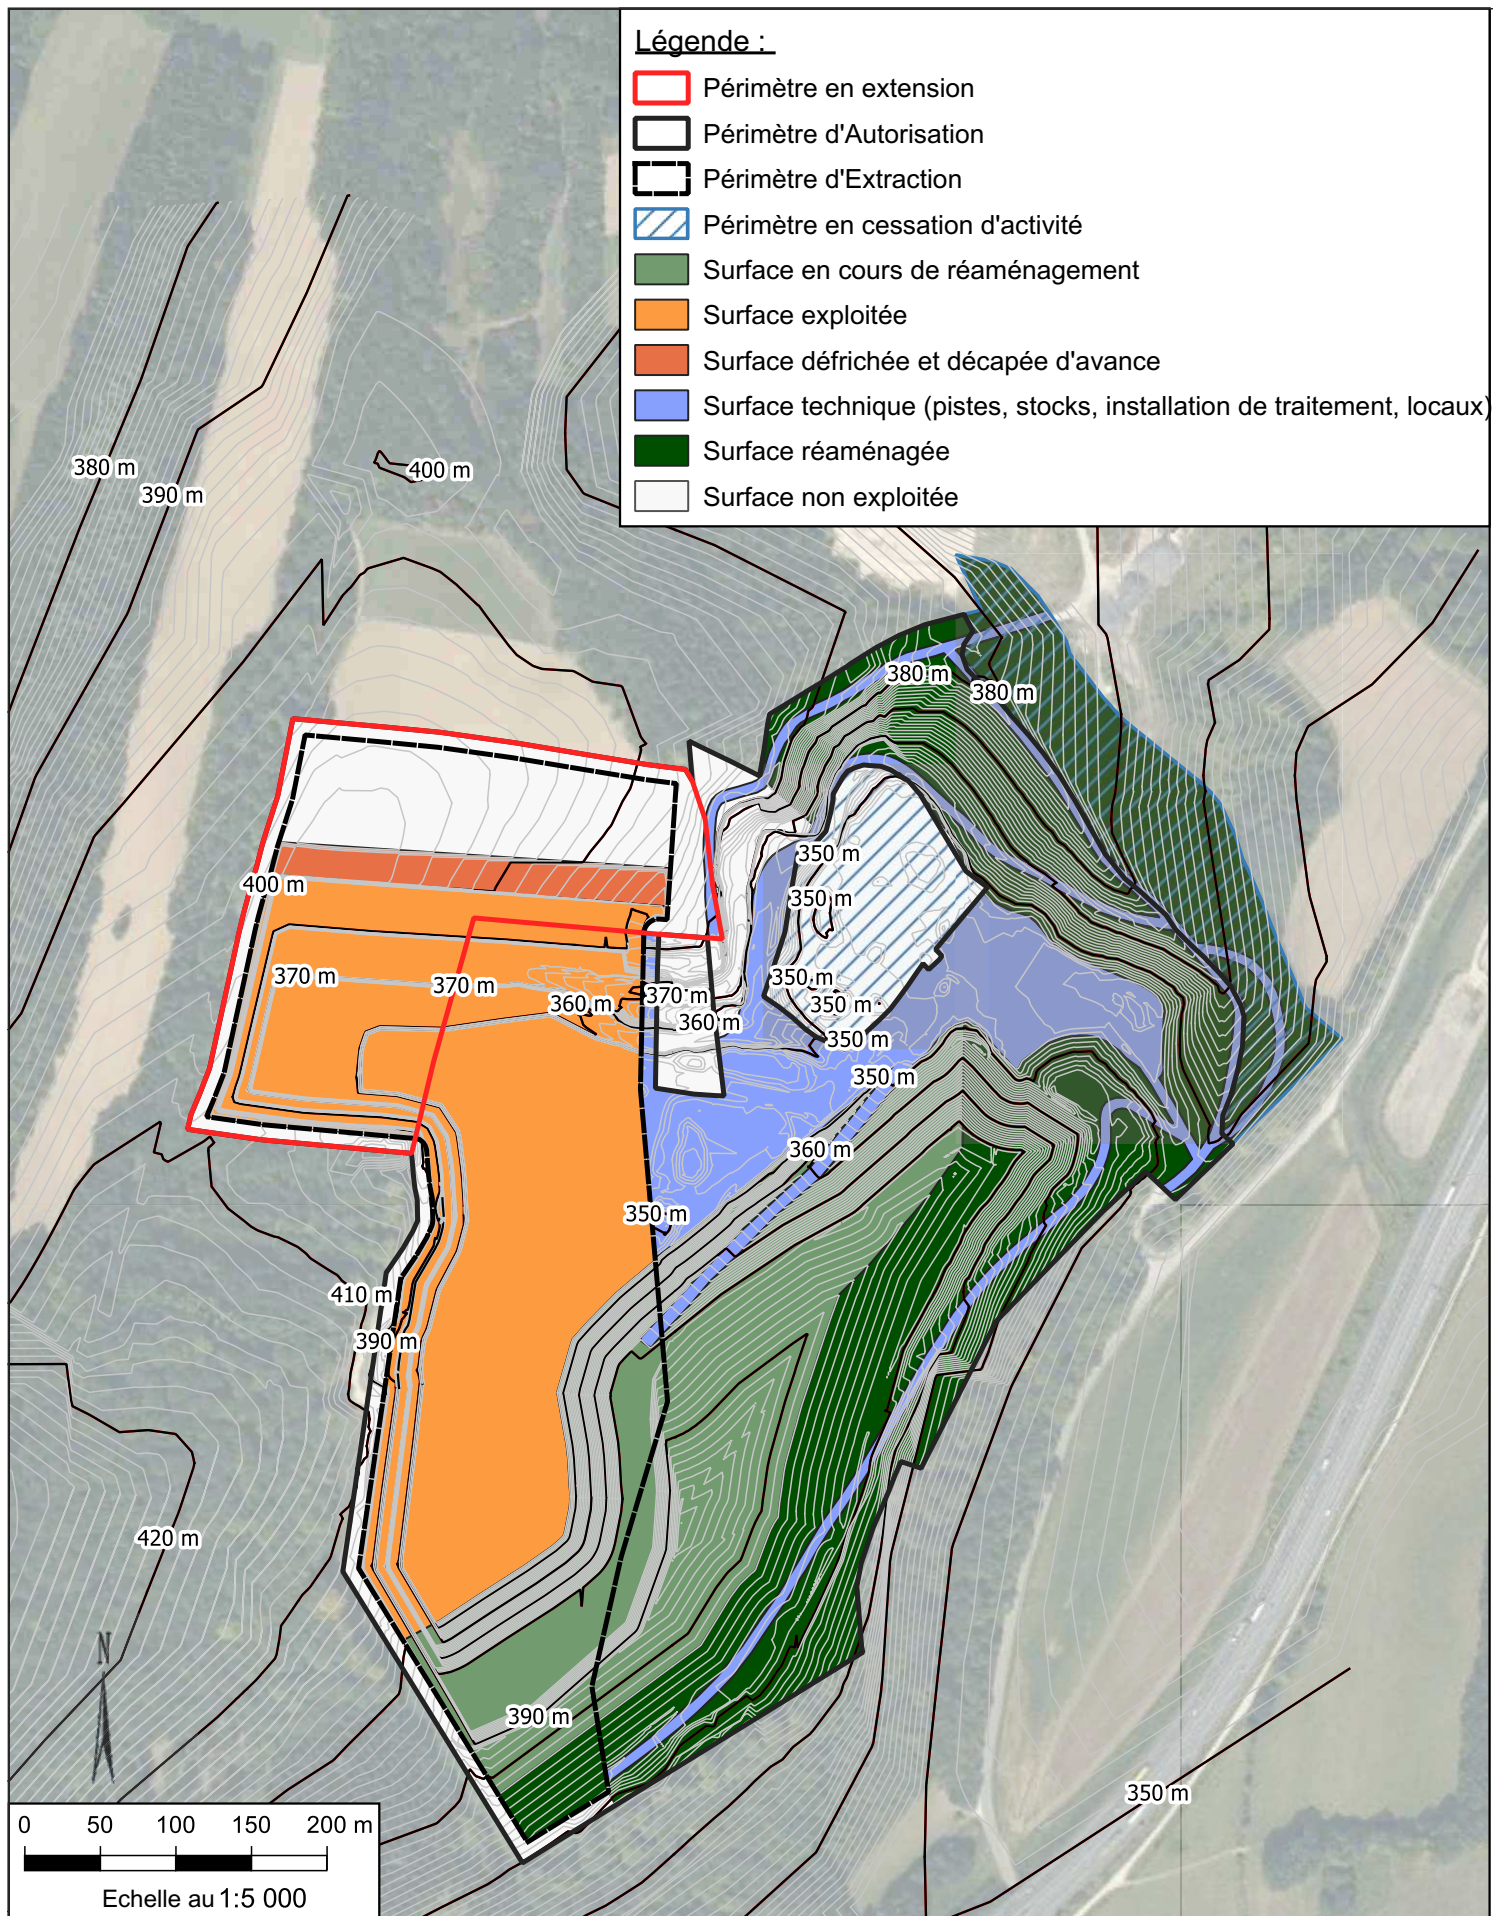 Légende :
Périmètre en extension
Périmètre d'Autorisation
Périmètre d'Extraction
Périmètre en cessation d'activité
Surface en cours de réaménagement
Surface exploitée
Surface défrichée et décapée d'avance
Surface technique (pistes, stocks, installation de traitement, locaux)
Surface réaménagée
Surface non exploitée
380 m
390 m
400 m
380 m
380 m
350 m
400 m
350 m
370 m
370 m
350 m
370 m
360 m
350 m
360 m
350 m
350 m
360 m
350 m
410 m
390 m
420 m
390 m
350 m
N
0 50 100 150 200 m
Echelle au 1:5 000